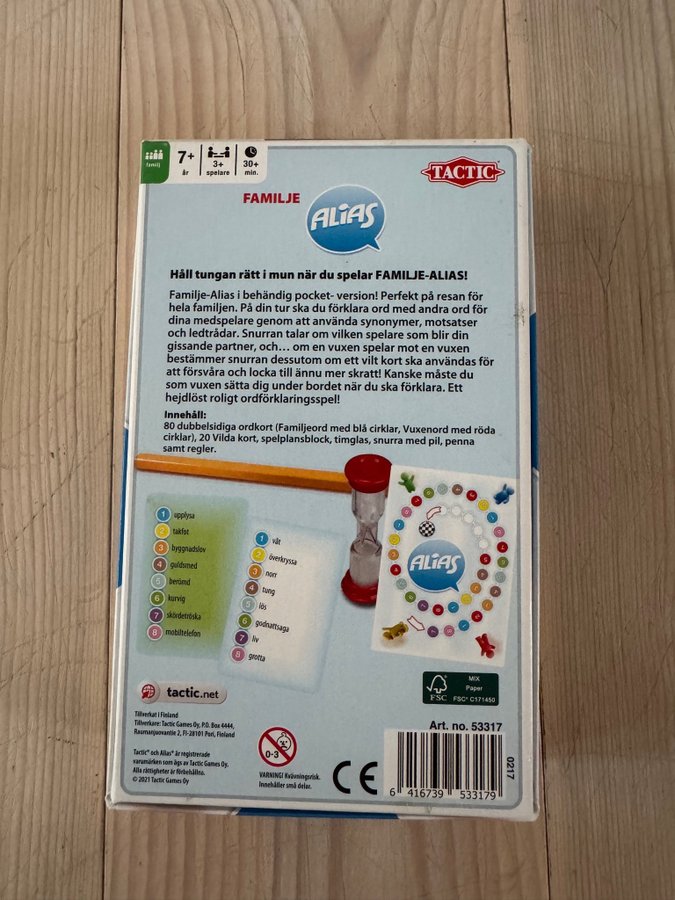 familj
7+
år
3+
spelare
30+
min.
TACTIC
FAMILJE
ALiAS
Håll tungan rätt i mun när du spelar FAMILJE-ALIAS!
Familje-Alias i behändig pocket- version! Perfekt på resan för
hela familjen. På din tur ska du förklara ord med andra ord för
dina medspelare genom att använda synonymer, motsatser
och ledtrådar. Snurran talar om vilken spelare som blir din
gissande partner, och... om en vuxen spelar mot en vuxen
bestämmer snurran dessutom om ett vilt kort ska användas för
att försvåra och locka till ännu mer skratt! Kanske måste du
som vuxen sätta dig under bordet när du ska förklara. Ett
hejdlöst roligt ordförklaringsspel!
Innehåll:
80 dubbelsidiga ordkort (Familjeord med blå cirklar, Vuxenord med röda
cirklar), 20 Vilda kort, spelplansblock, timglas, snurra med pil, penna
samt regler.
1 upplysa
2 takfot
3 byggnadslov
4 guldsmed
5 berömd
6 kurvig
7 skördetröska
8 mobiltelefon
1 våt
2 överkryssa
3 norr
4 tung
5 lös
6 godnattsaga
7 liv
8 grotta
ALiAS
tactic.net
Tillverkat i Finland
Tillverkare: Tactic Games Oy, P.O. Box 4444,
Raumanjuovantie 2, FI-28101 Pori, Finland
Tactic® och Alias® är registrerade
varumärken som ägs av Tactic Games Oy.
Alla rättigheter är förbehållna.
© 2021 Tactic Games Oy
0-3
VARNING! Kvävningsrisk.
Innehåller små delar.
CE
FSC
MIX
Paper
FSC® C171450
Art. no. 53317
6 416739 533179
0217